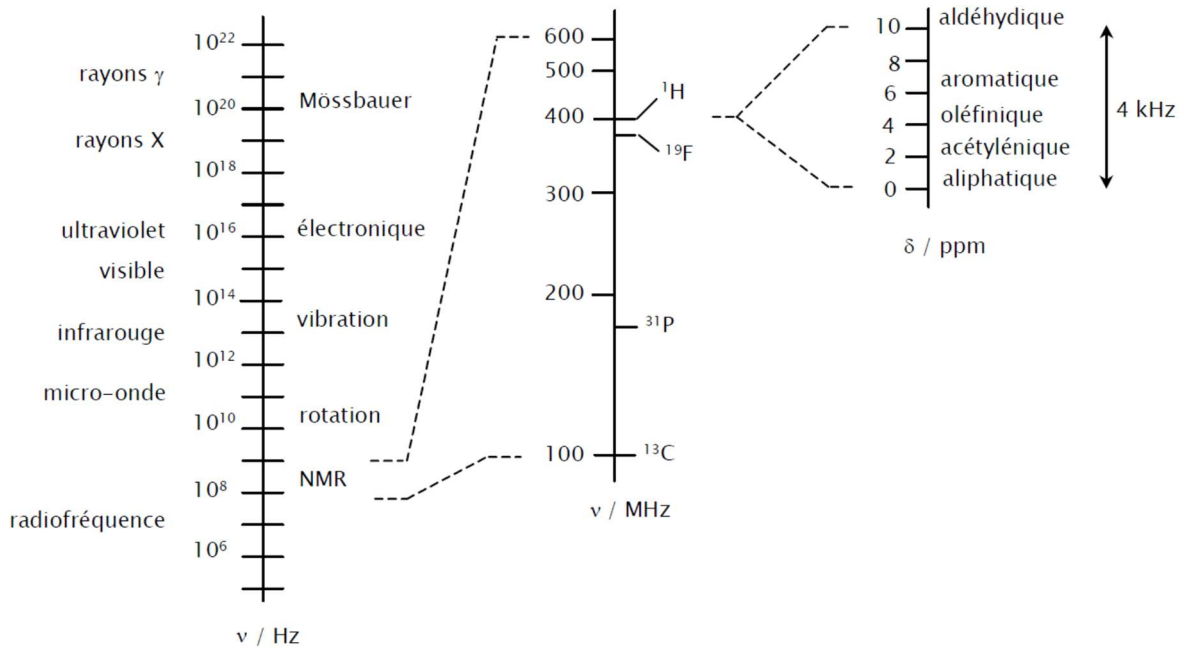 10²²
10²⁰
10¹⁸
10¹⁶
10¹⁴
10¹²
10¹⁰
10⁸
10⁶
rayons γ
rayons X
ultraviolet
visible
infrarouge
micro-onde
radiofréquence
Mössbauer
électronique
vibration
rotation
NMR
ν / Hz
600
500
400
300
200
100
¹H
¹⁹F
³¹P
¹³C
ν / MHz
10
8
6
4
2
0
aldéhydique
aromatique
oléfinique
acétylénique
aliphatique
4 kHz
δ / ppm